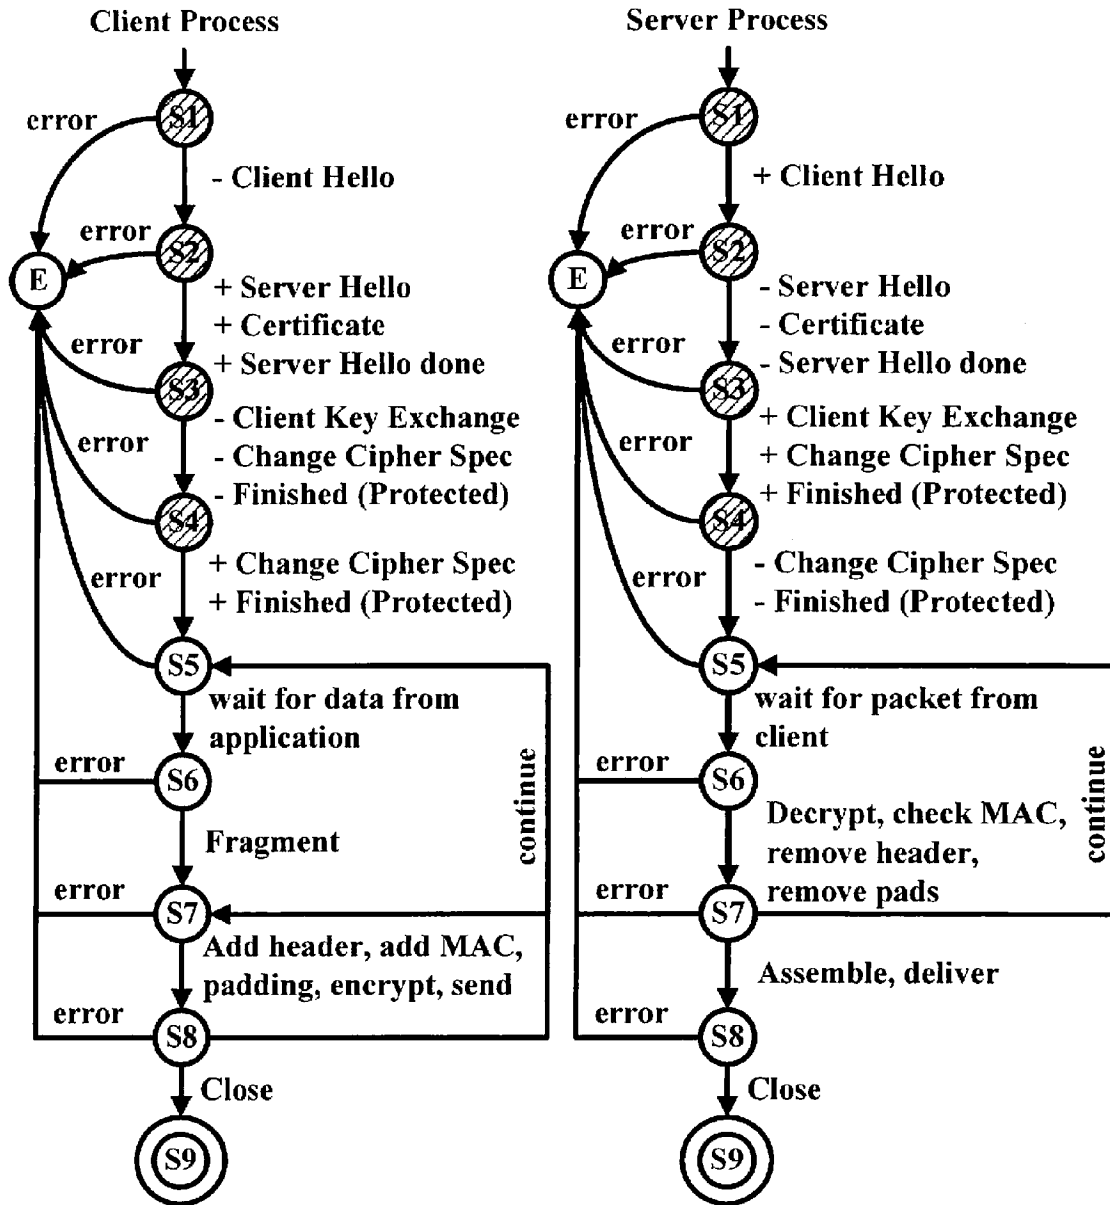 Client Process
error
S1
- Client Hello
error
S2
E
+ Server Hello
+ Certificate
+ Server Hello done
error
S3
- Client Key Exchange
- Change Cipher Spec
- Finished (Protected)
error
S4
+ Change Cipher Spec
+ Finished (Protected)
error
S5
wait for data from
application
error
S6
continue
Fragment
error
S7
Add header, add MAC,
padding, encrypt, send
error
S8
Close
S9
Server Process
error
S1
+ Client Hello
error
S2
E
- Server Hello
- Certificate
- Server Hello done
error
S3
+ Client Key Exchange
+ Change Cipher Spec
+ Finished (Protected)
error
S4
- Change Cipher Spec
- Finished (Protected)
error
S5
wait for packet from
client
error
S6
continue
Decrypt, check MAC,
remove header,
remove pads
error
S7
Assemble, deliver
error
S8
Close
S9